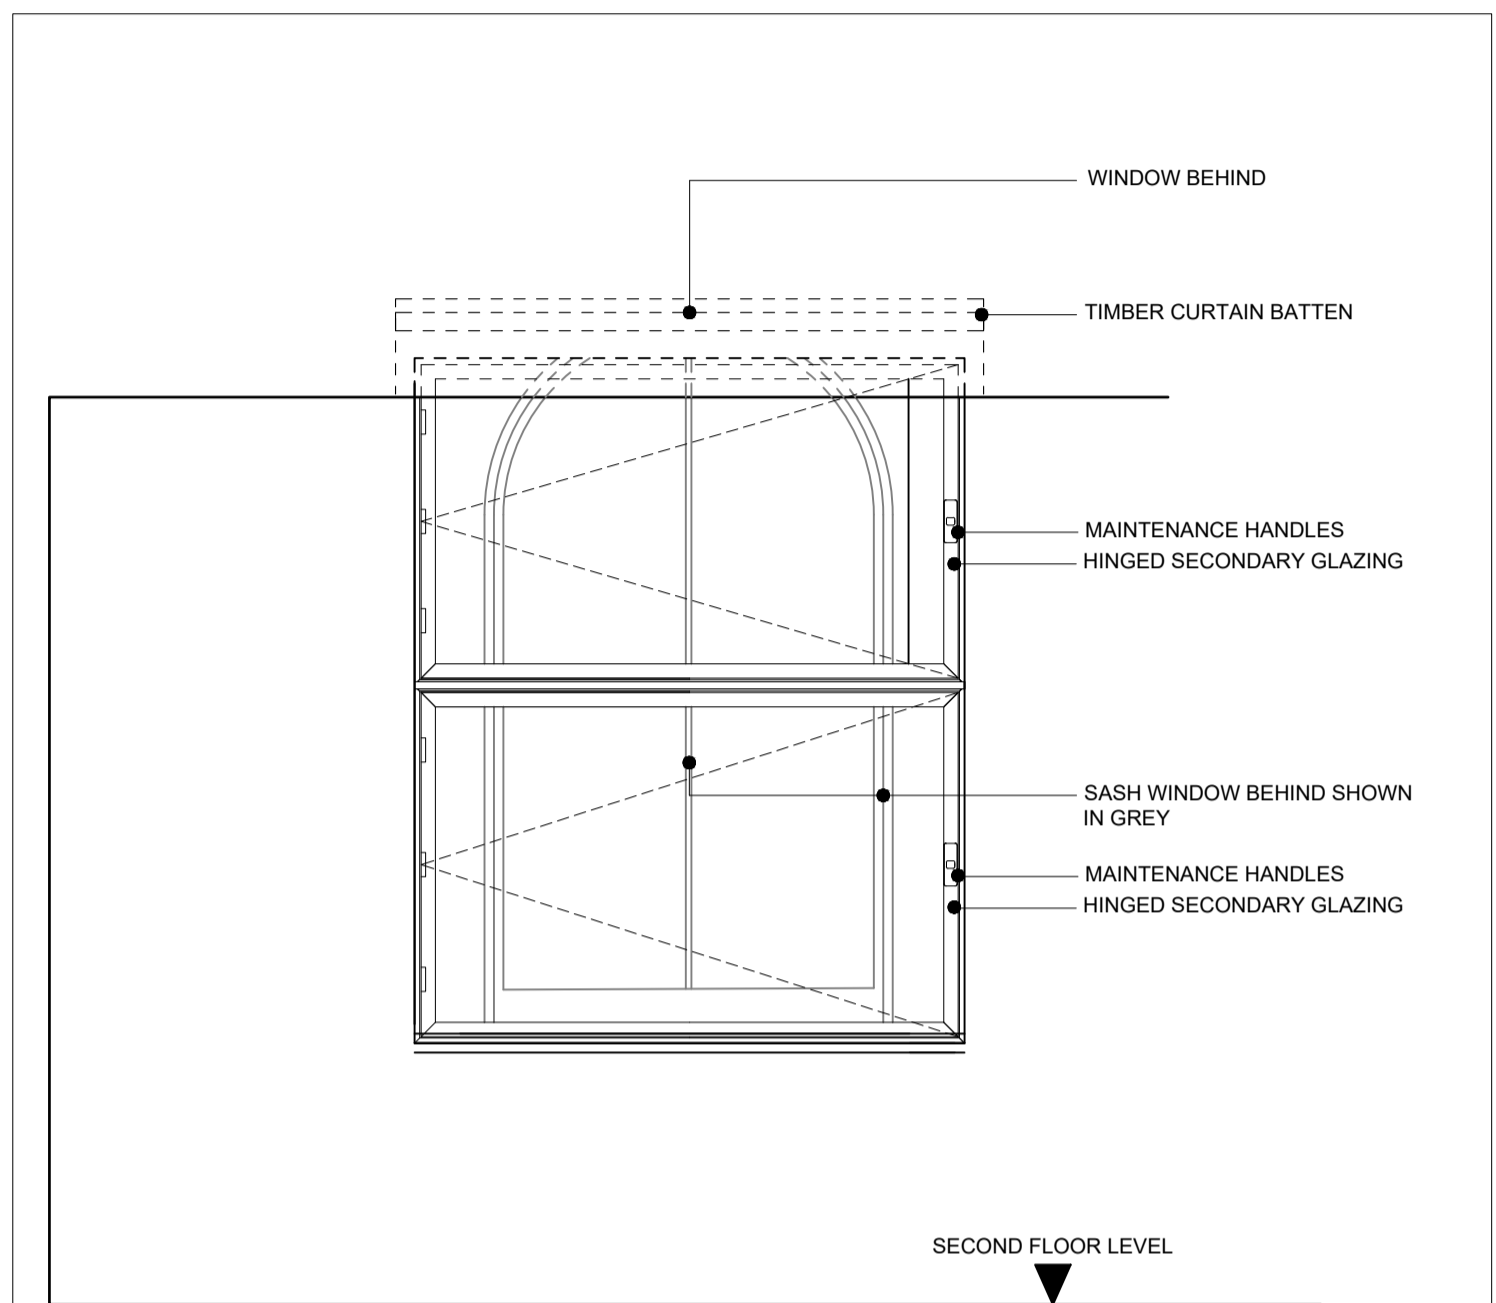 WINDOW BEHIND
TIMBER CURTAIN BATTEN
MAINTENANCE HANDLES
HINGED SECONDARY GLAZING
SASH WINDOW BEHIND SHOWN
IN GREY
MAINTENANCE HANDLES
HINGED SECONDARY GLAZING
SECOND FLOOR LEVEL